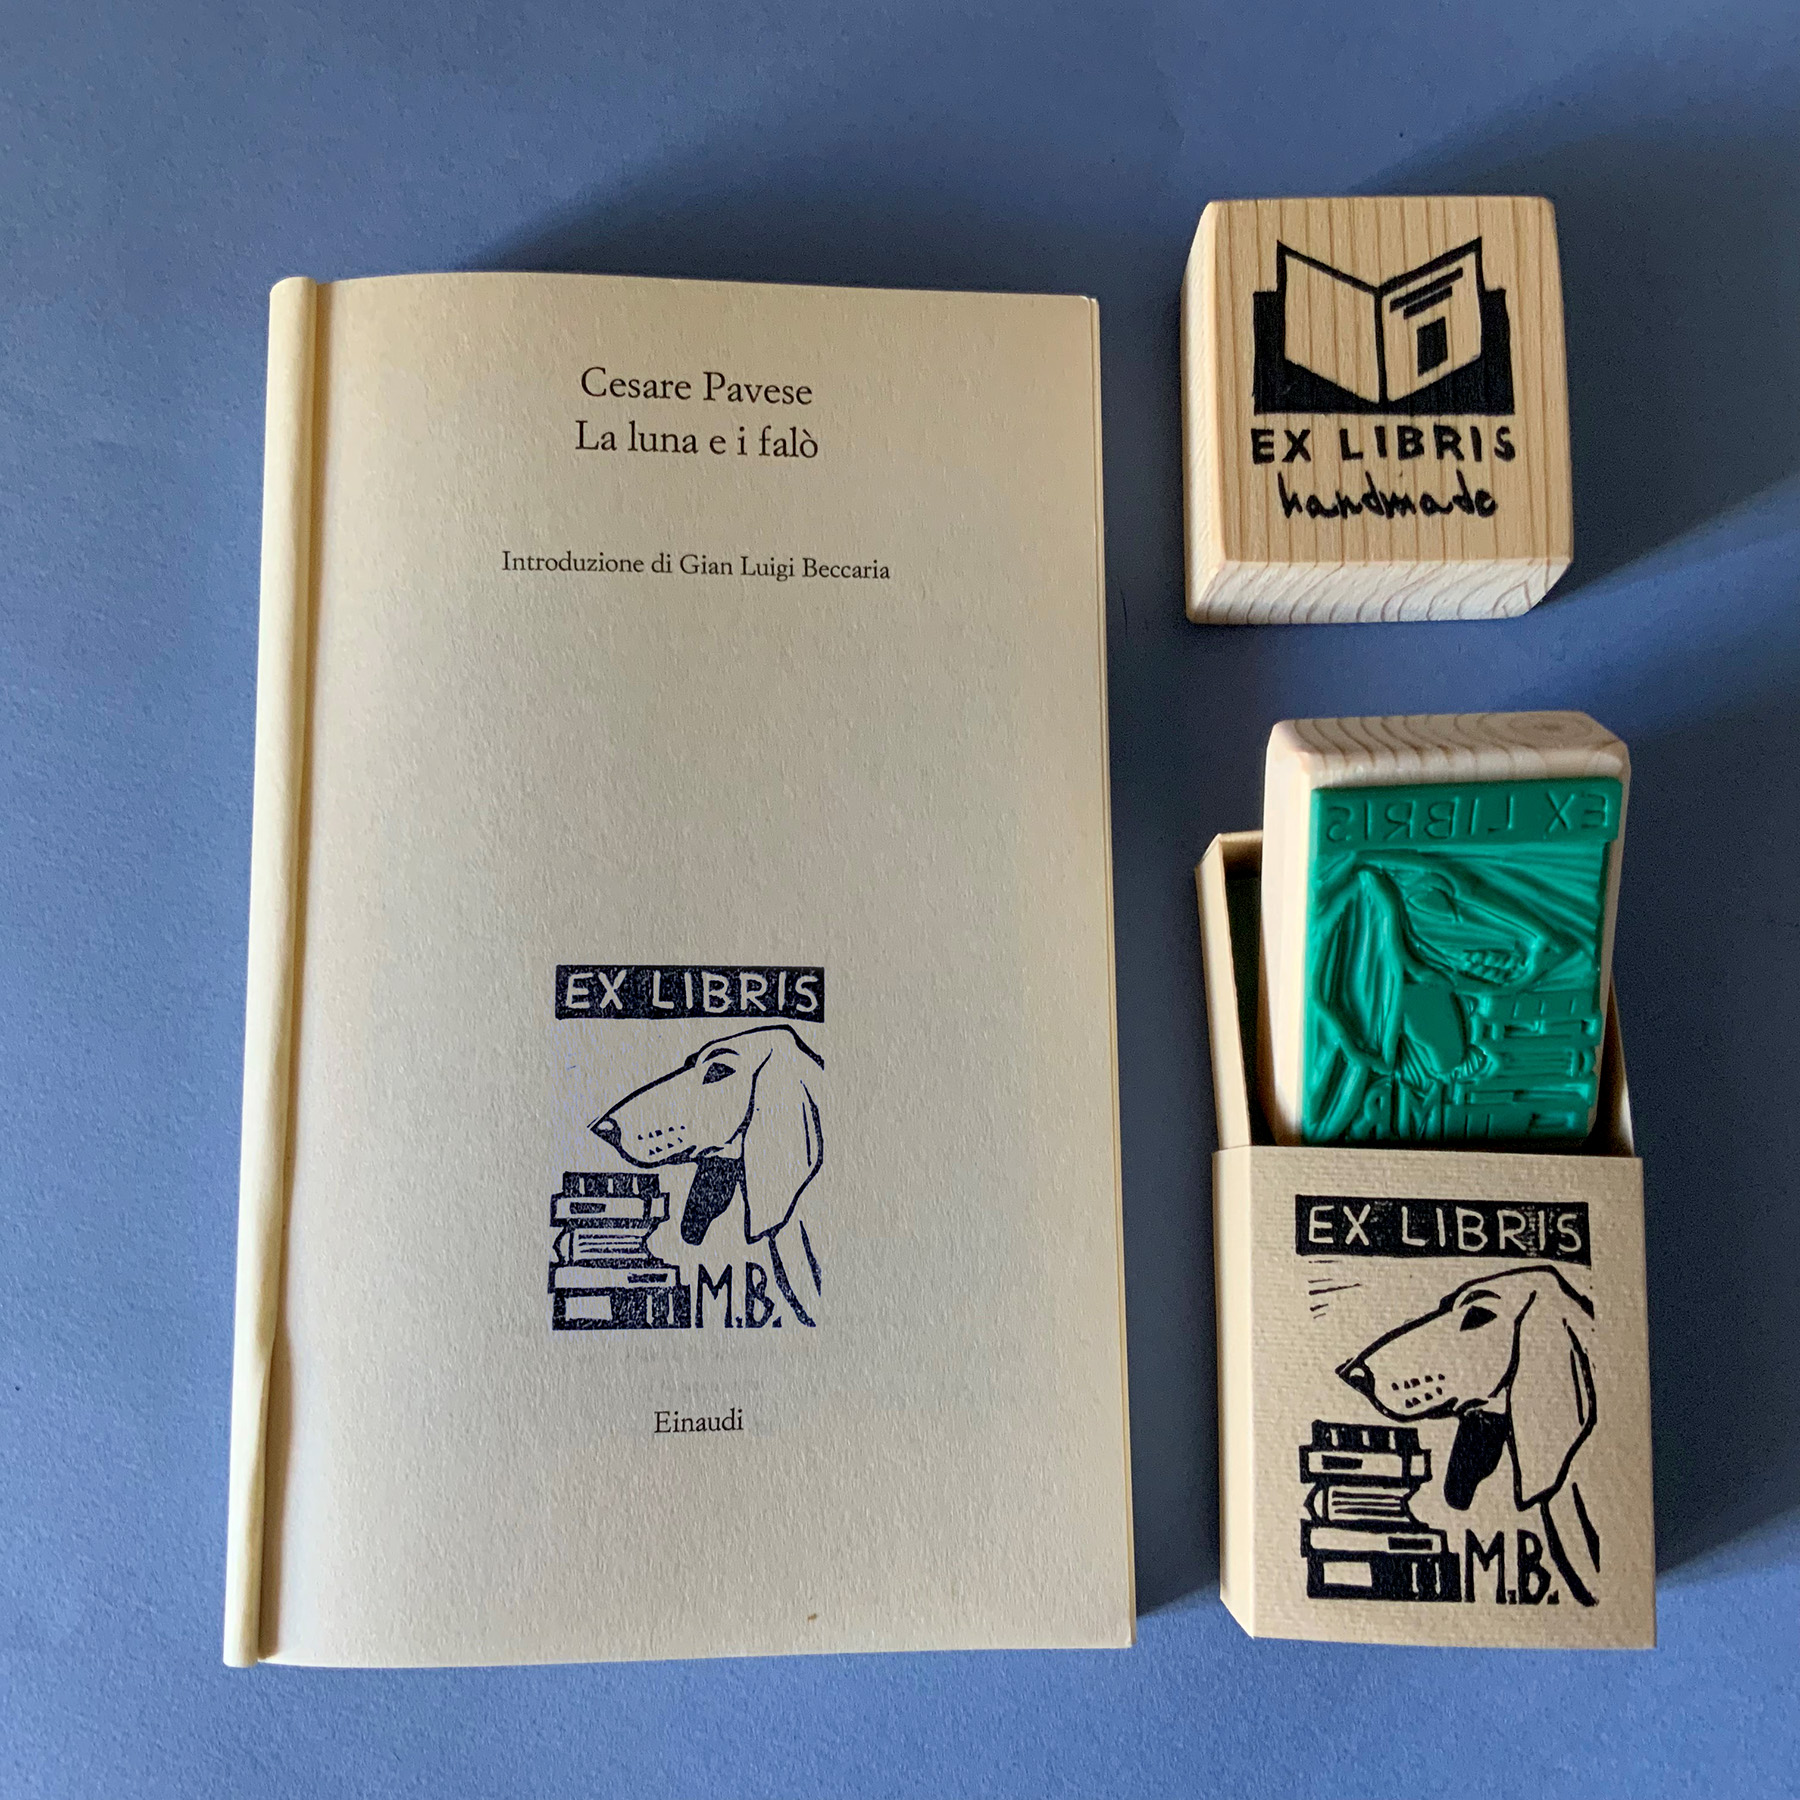 Cesare Pavese
La luna e i falò
Introduzione di Gian Luigi Beccaria
EX LIBRIS
M.B.
Einaudi
EX LIBRIS
handmade
EX LIBRIS
M.B.
EX LIBRIS
M.B.